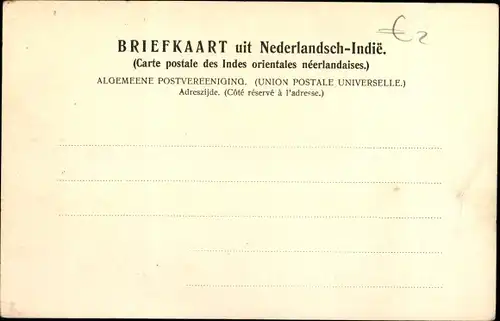 €2
BRIEFKAART uit Nederlandsch-Indië.
(Carte postale des Indes orientales néerlandaises.)
ALGEMEENE POSTVEREENIGING. (UNION POSTALE UNIVERSELLE.)
Adreszijde. (Côté réservé à l'adresse.)